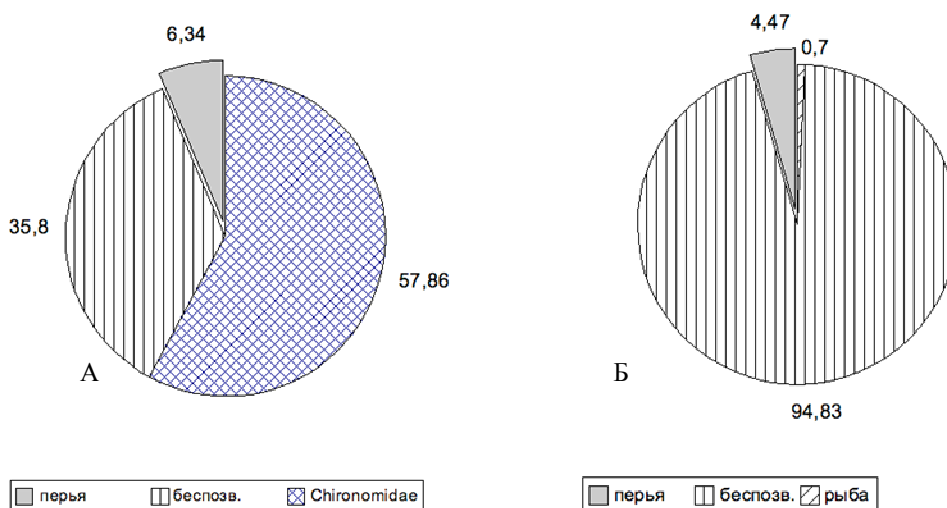 6,34
35,8
57,86
А
перья беспозв. Chironomidae
4,47
0,7
Б
94,83
перья беспозв. рыба